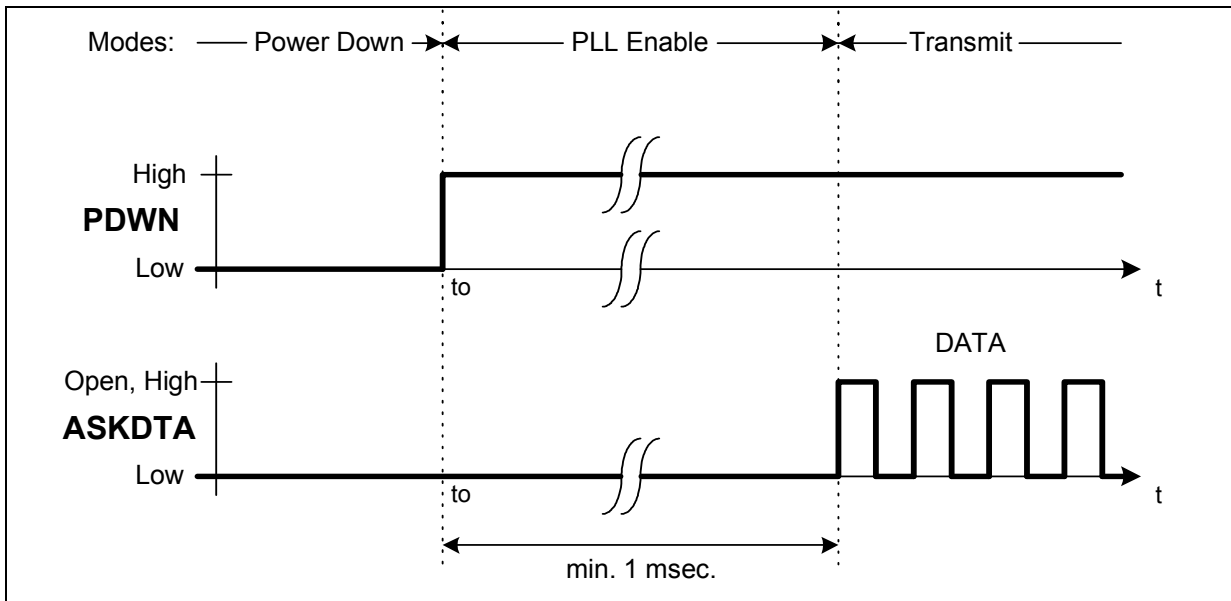 Modes: Power Down PLL Enable Transmit
High
PDWN
Low
to
t
DATA
Open, High
ASKDTA
Low
to
t
min. 1 msec.